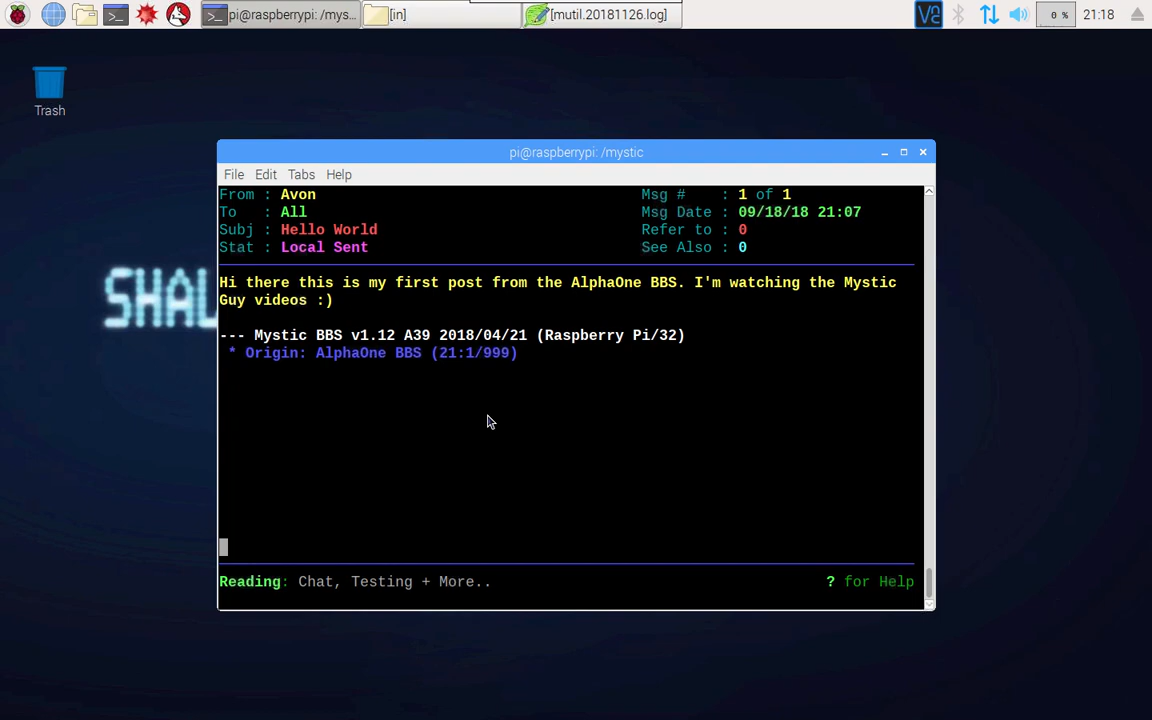 pi@raspberrypi: /mys...
[in]
[mutil.20181126.log]
0 %
21:18
Trash
SHAL
pi@raspberrypi: /mystic
File Edit Tabs Help
From : Avon Msg # : 1 of 1
To : All Msg Date : 09/18/18 21:07
Subj : Hello World Refer to : 0
Stat : Local Sent See Also : 0
Hi there this is my first post from the AlphaOne BBS. I'm watching the Mystic
Guy videos :)
--- Mystic BBS v1.12 A39 2018/04/21 (Raspberry Pi/32)
* Origin: AlphaOne BBS (21:1/999)
Reading: Chat, Testing + More.. ? for Help